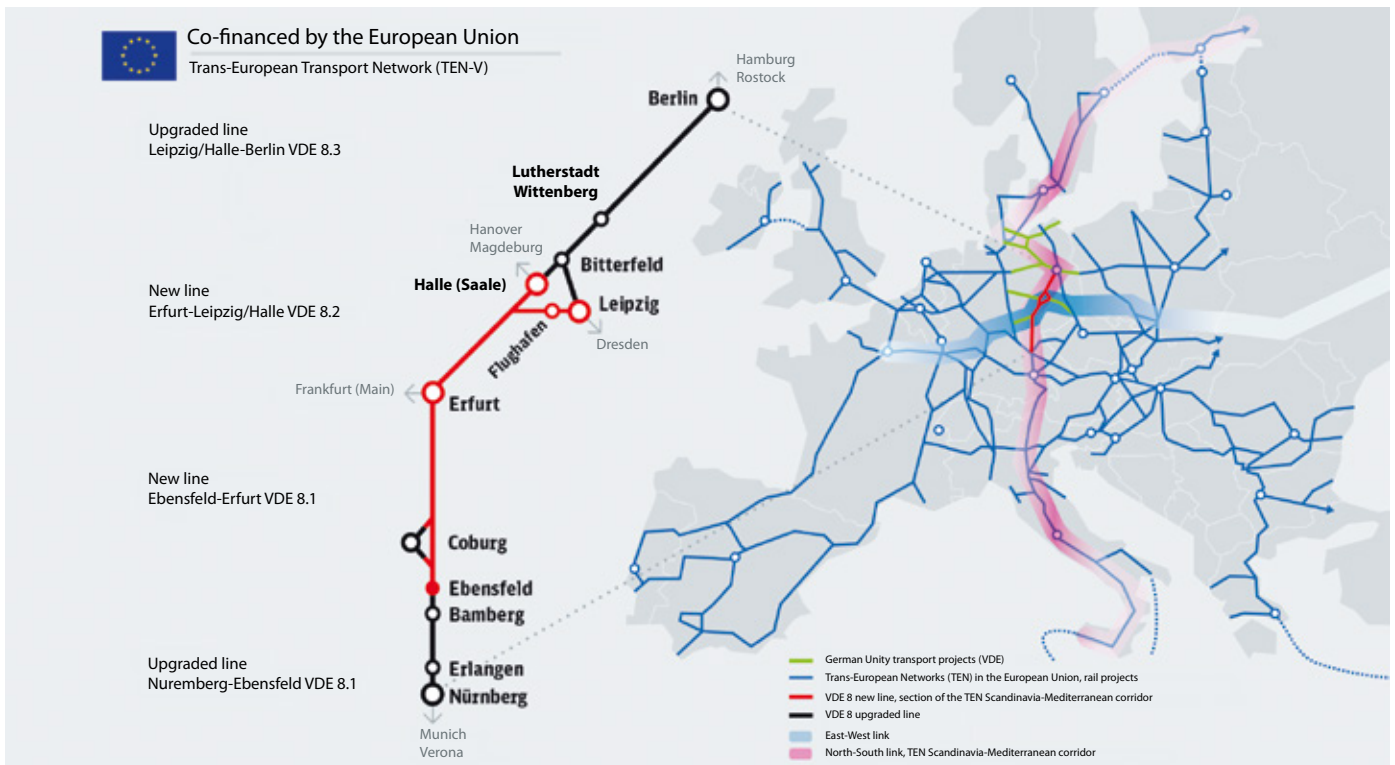 Co-financed by the European Union
Trans-European Transport Network (TEN-V)
Hamburg
Rostock
Berlin
Upgraded line
Leipzig/Halle-Berlin VDE 8.3
Lutherstadt
Wittenberg
Hanover
Magdeburg
Bitterfeld
Halle (Saale)
New line
Erfurt-Leipzig/Halle VDE 8.2
Leipzig
Flughafen
Dresden
Frankfurt (Main)
Erfurt
New line
Ebensfeld-Erfurt VDE 8.1
Coburg
Ebensfeld
Bamberg
Upgraded line
Nuremberg-Ebensfeld VDE 8.1
Erlangen
Nürnberg
Munich
Verona
German Unity transport projects (VDE)
Trans-European Networks (TEN) in the European Union, rail projects
VDE 8 new line, section of the TEN Scandinavia-Mediterranean corridor
VDE 8 upgraded line
East-West link
North-South link, TEN Scandinavia-Mediterranean corridor